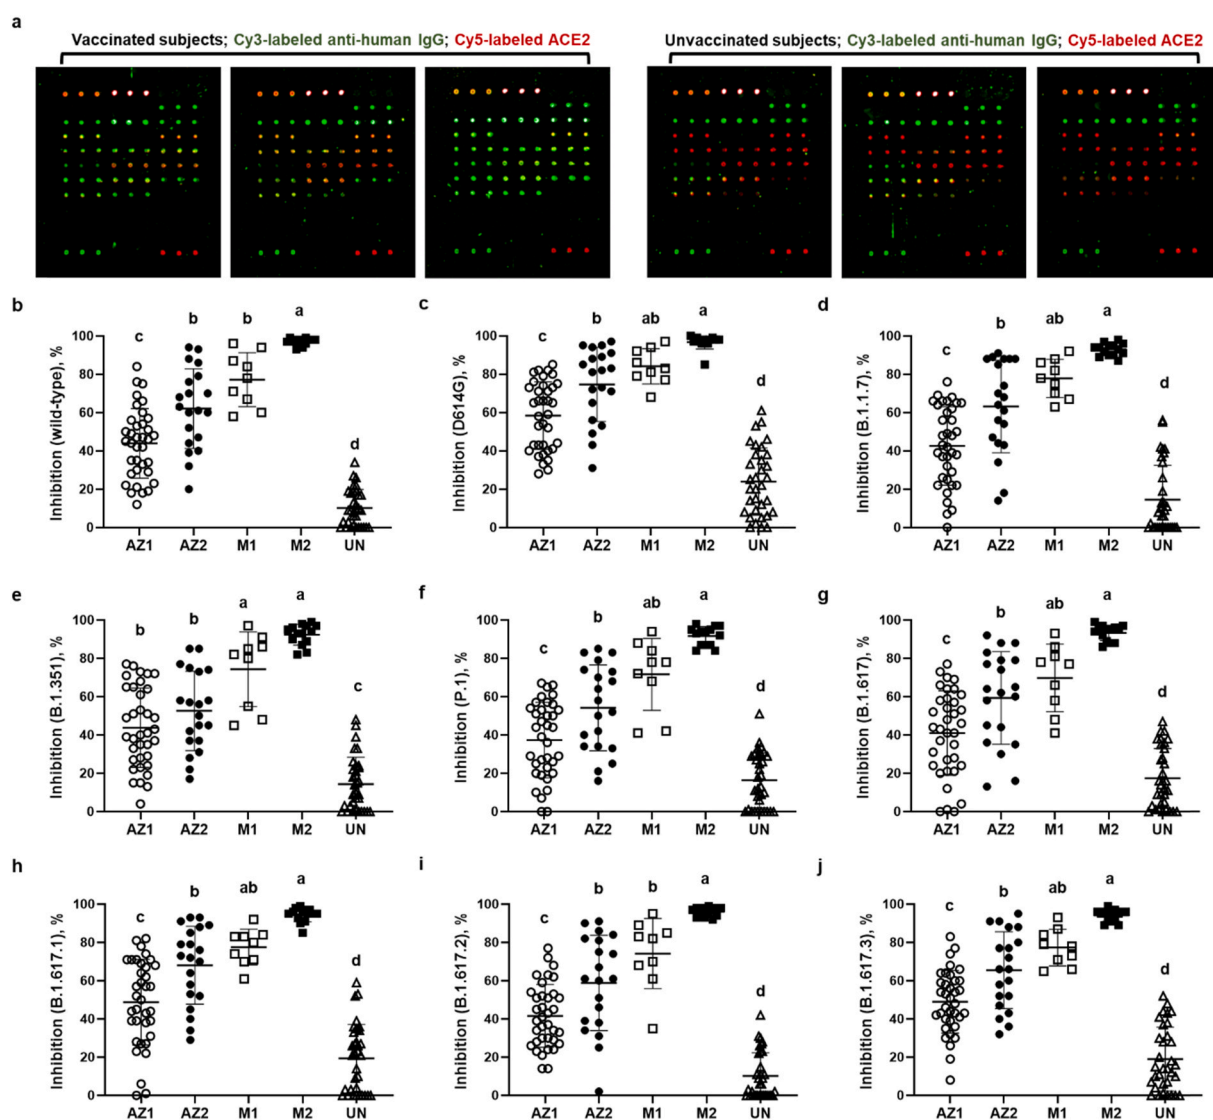 a
Vaccinated subjects; Cy3-labeled anti-human IgG; Cy5-labeled ACE2
Unvaccinated subjects; Cy3-labeled anti-human IgG; Cy5-labeled ACE2
b
Inhibition (wild-type), %
100
80
60
40
20
0
c
b
b
a
d
AZ1 AZ2 M1 M2 UN
c
Inhibition (D614G), %
100
80
60
40
20
0
c
b
ab
a
d
AZ1 AZ2 M1 M2 UN
d
Inhibition (B.1.1.7), %
100
80
60
40
20
0
c
b
ab
a
d
AZ1 AZ2 M1 M2 UN
e
Inhibition (B.1.351), %
100
80
60
40
20
0
b
b
a
a
c
AZ1 AZ2 M1 M2 UN
f
Inhibition (P.1), %
100
80
60
40
20
0
c
b
ab
a
d
AZ1 AZ2 M1 M2 UN
g
Inhibition (B.1.617), %
100
80
60
40
20
0
c
b
ab
a
d
AZ1 AZ2 M1 M2 UN
h
Inhibition (B.1.617.1), %
100
80
60
40
20
0
c
b
ab
a
d
AZ1 AZ2 M1 M2 UN
i
Inhibition (B.1.617.2), %
100
80
60
40
20
0
c
b
b
a
d
AZ1 AZ2 M1 M2 UN
j
Inhibition (B.1.617.3), %
100
80
60
40
20
0
c
b
ab
a
d
AZ1 AZ2 M1 M2 UN